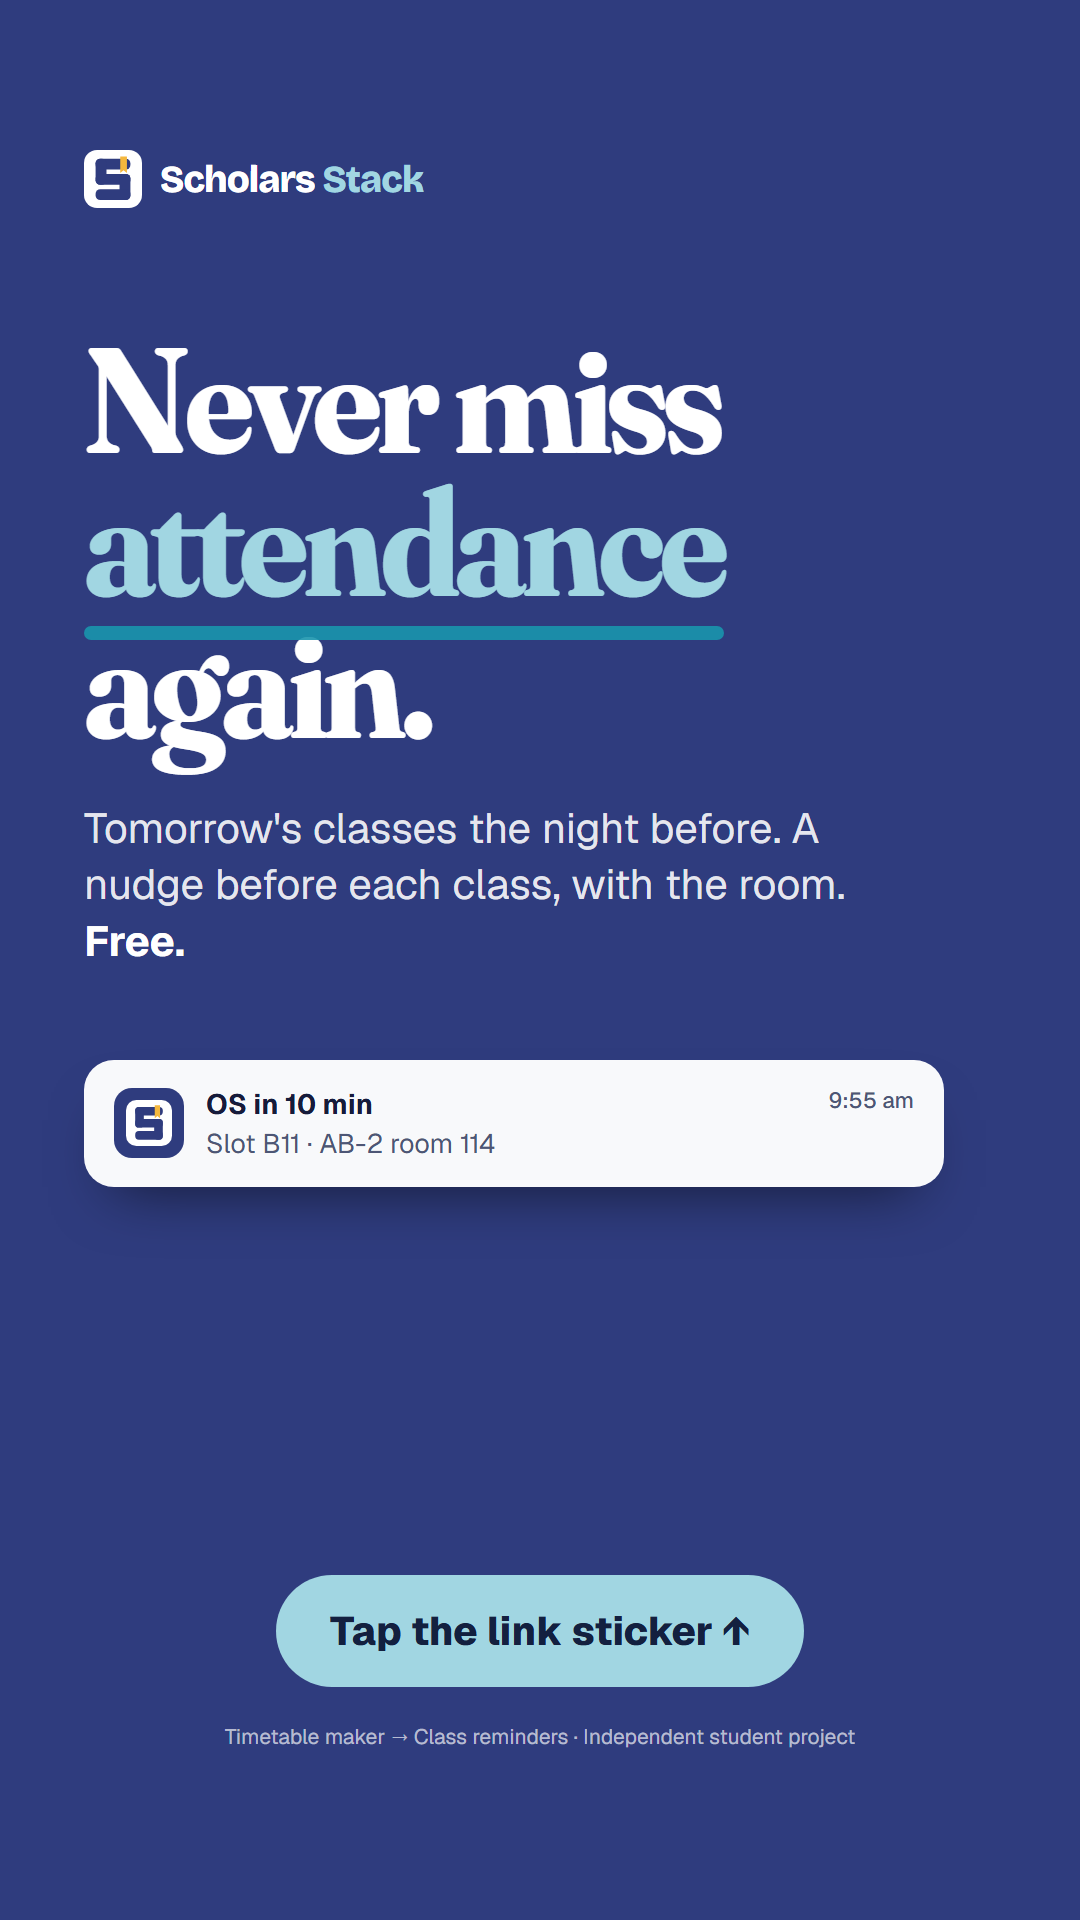 Scholars Stack
Never miss
attendance
again.
Tomorrow's classes the night before. A
nudge before each class, with the room.
Free.
OS in 10 min
9:55 am
Slot B11 · AB-2 room 114
Tap the link sticker ↑
Timetable maker → Class reminders · Independent student project